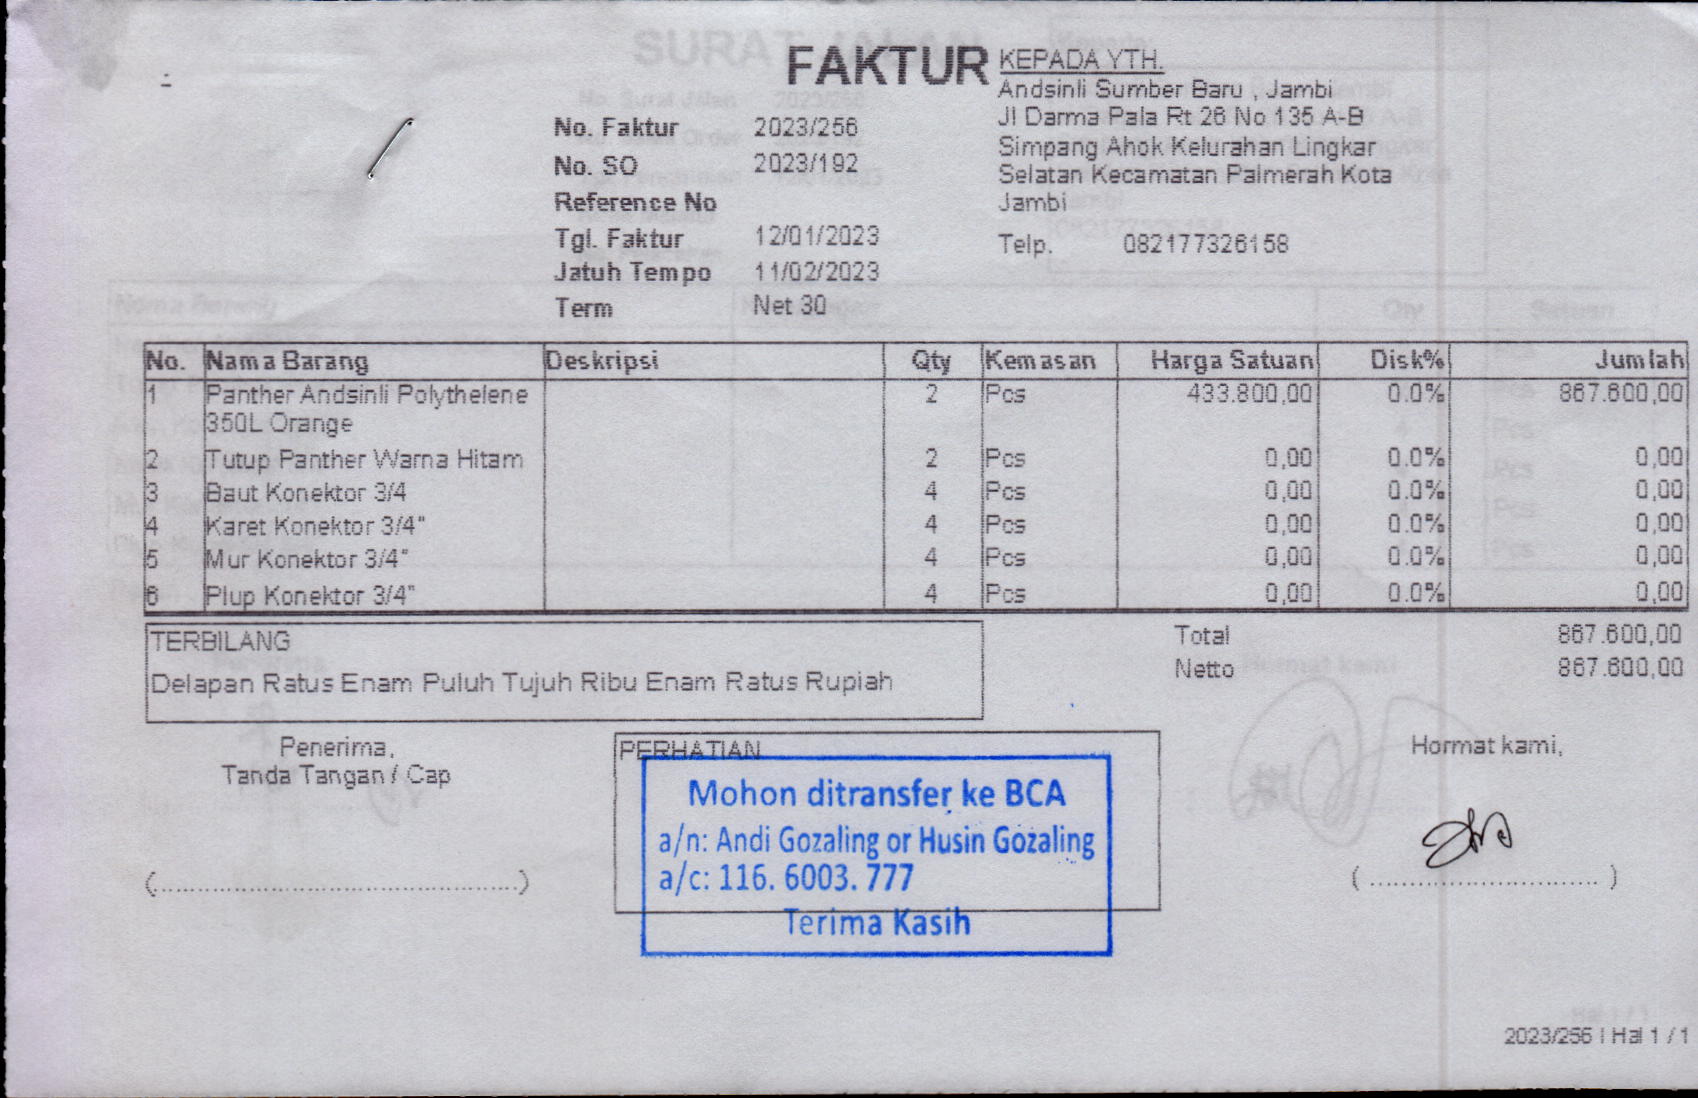 FAKTUR
KEPADA YTH.
Andsinli Sumber Baru , Jambi
Jl Darma Pala Rt 26 No 135 A-B
Simpang Ahok Kelurahan Lingkar
Selatan Kecamatan Palmerah Kota
Jambi
Telp. 082177326158
No. Faktur 2023/256
No. SO 2023/192
Reference No
Tgl. Faktur 12/01/2023
Jatuh Tempo 11/02/2023
Term Net 30
No. Nama Barang Deskripsi Qty Kemasan Harga Satuan Disk% Jumlah
1 Panther Andsinli Polythelene 2 Pcs 433.800,00 0.0% 867.600,00
350L Orange
2 Tutup Panther Warna Hitam 2 Pcs 0,00 0.0% 0,00
3 Baut Konektor 3/4 4 Pcs 0,00 0.0% 0,00
4 Karet Konektor 3/4" 4 Pcs 0,00 0.0% 0,00
5 Mur Konektor 3/4" 4 Pcs 0,00 0.0% 0,00
6 Plup Konektor 3/4" 4 Pcs 0,00 0.0% 0,00
TERBILANG
Delapan Ratus Enam Puluh Tujuh Ribu Enam Ratus Rupiah
Total 867.600,00
Netto 867.600,00
Penerima,
Tanda Tangan / Cap
(........................................)
PERHATIAN
Mohon ditransfer ke BCA
a/n: Andi Gozaling or Husin Gozaling
a/c: 116. 6003. 777
Terima Kasih
Hormat kami,
( ............................ )
2023/256 | Hal 1 / 1